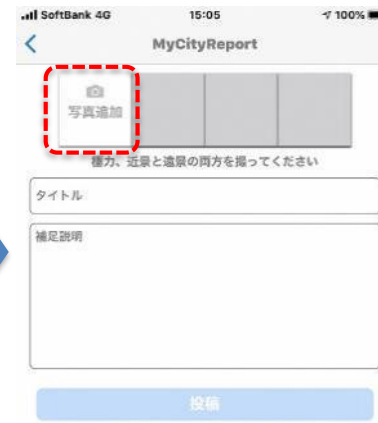 SoftBank 4G 15:05 100%
MyCityReport
写真追加
極力、近景と遠景の両方を撮ってください
タイトル
補足説明
投稿